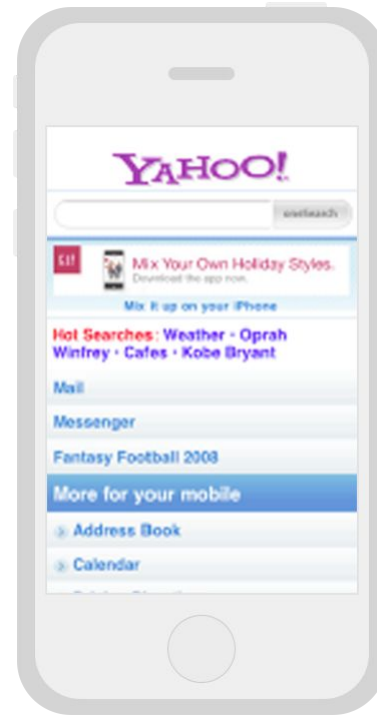 YAHOO!
oneSearch
GAP
Mix Your Own Holiday Styles.
Download the app now.
Mix it up on your iPhone
Hot Searches: Weather - Oprah
Winfrey - Cafes - Kobe Bryant
Mail
Messenger
Fantasy Football 2008
More for your mobile
Address Book
Calendar